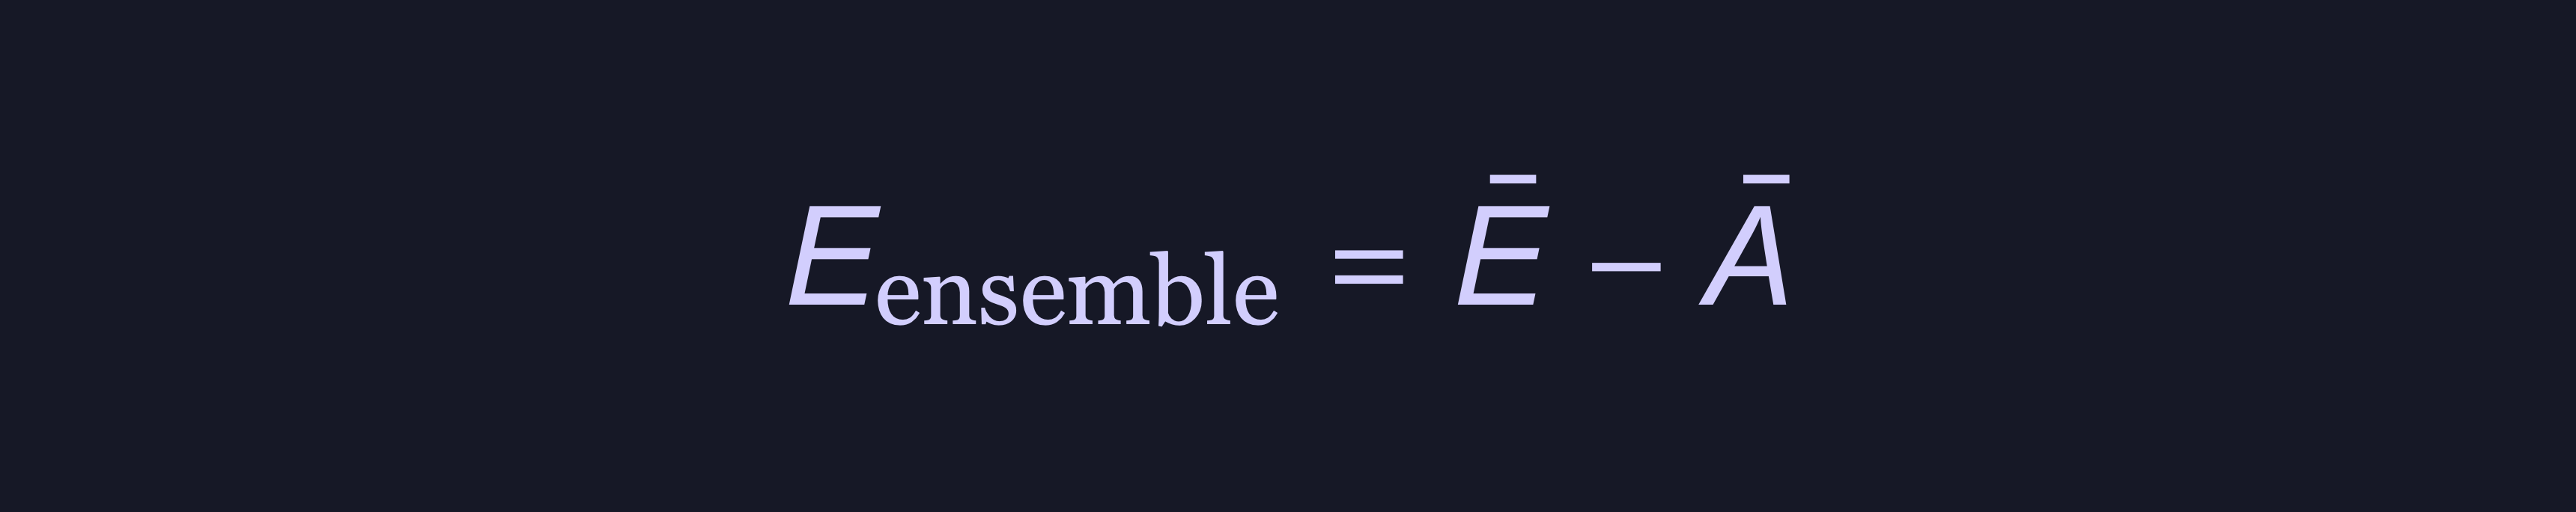 E_ensemble = Ē − Ā